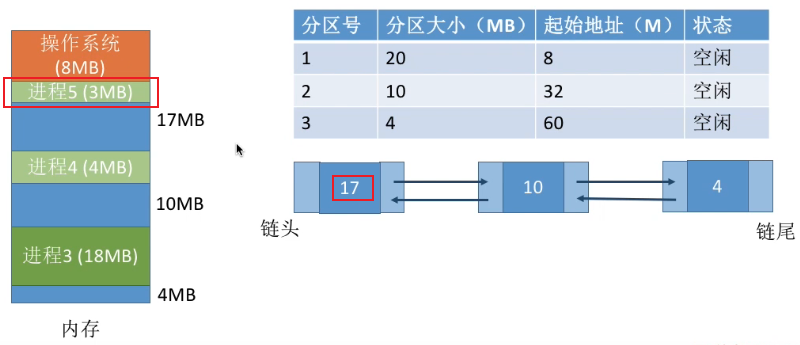 操作系统
(8MB)
进程5 (3MB)
17MB
进程4 (4MB)
10MB
进程3 (18MB)
4MB
内存
分区号 分区大小（MB） 起始地址（M） 状态
1 20 8 空闲
2 10 32 空闲
3 4 60 空闲
17 10 4
链头 链尾